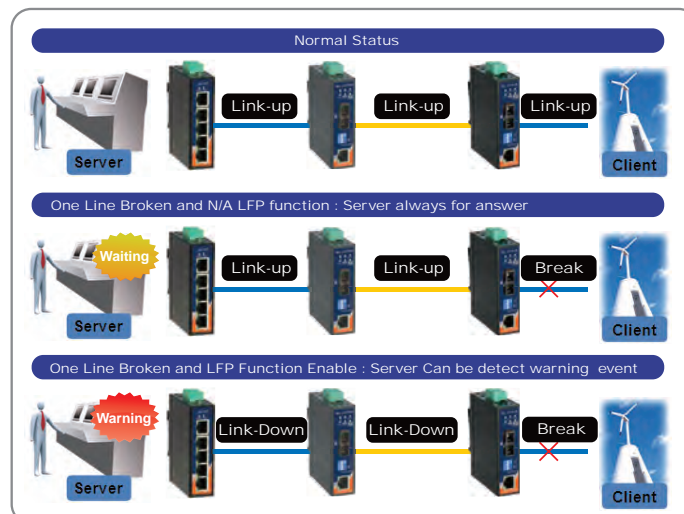 Normal Status
Link-up
Link-up
Link-up
Server
Client
One Line Broken and N/A LFP function : Server always for answer
Waiting
Link-up
Link-up
Break
Server
Client
One Line Broken and LFP Function Enable : Server Can be detect warning event
Warning
Link-Down
Link-Down
Break
Server
Client